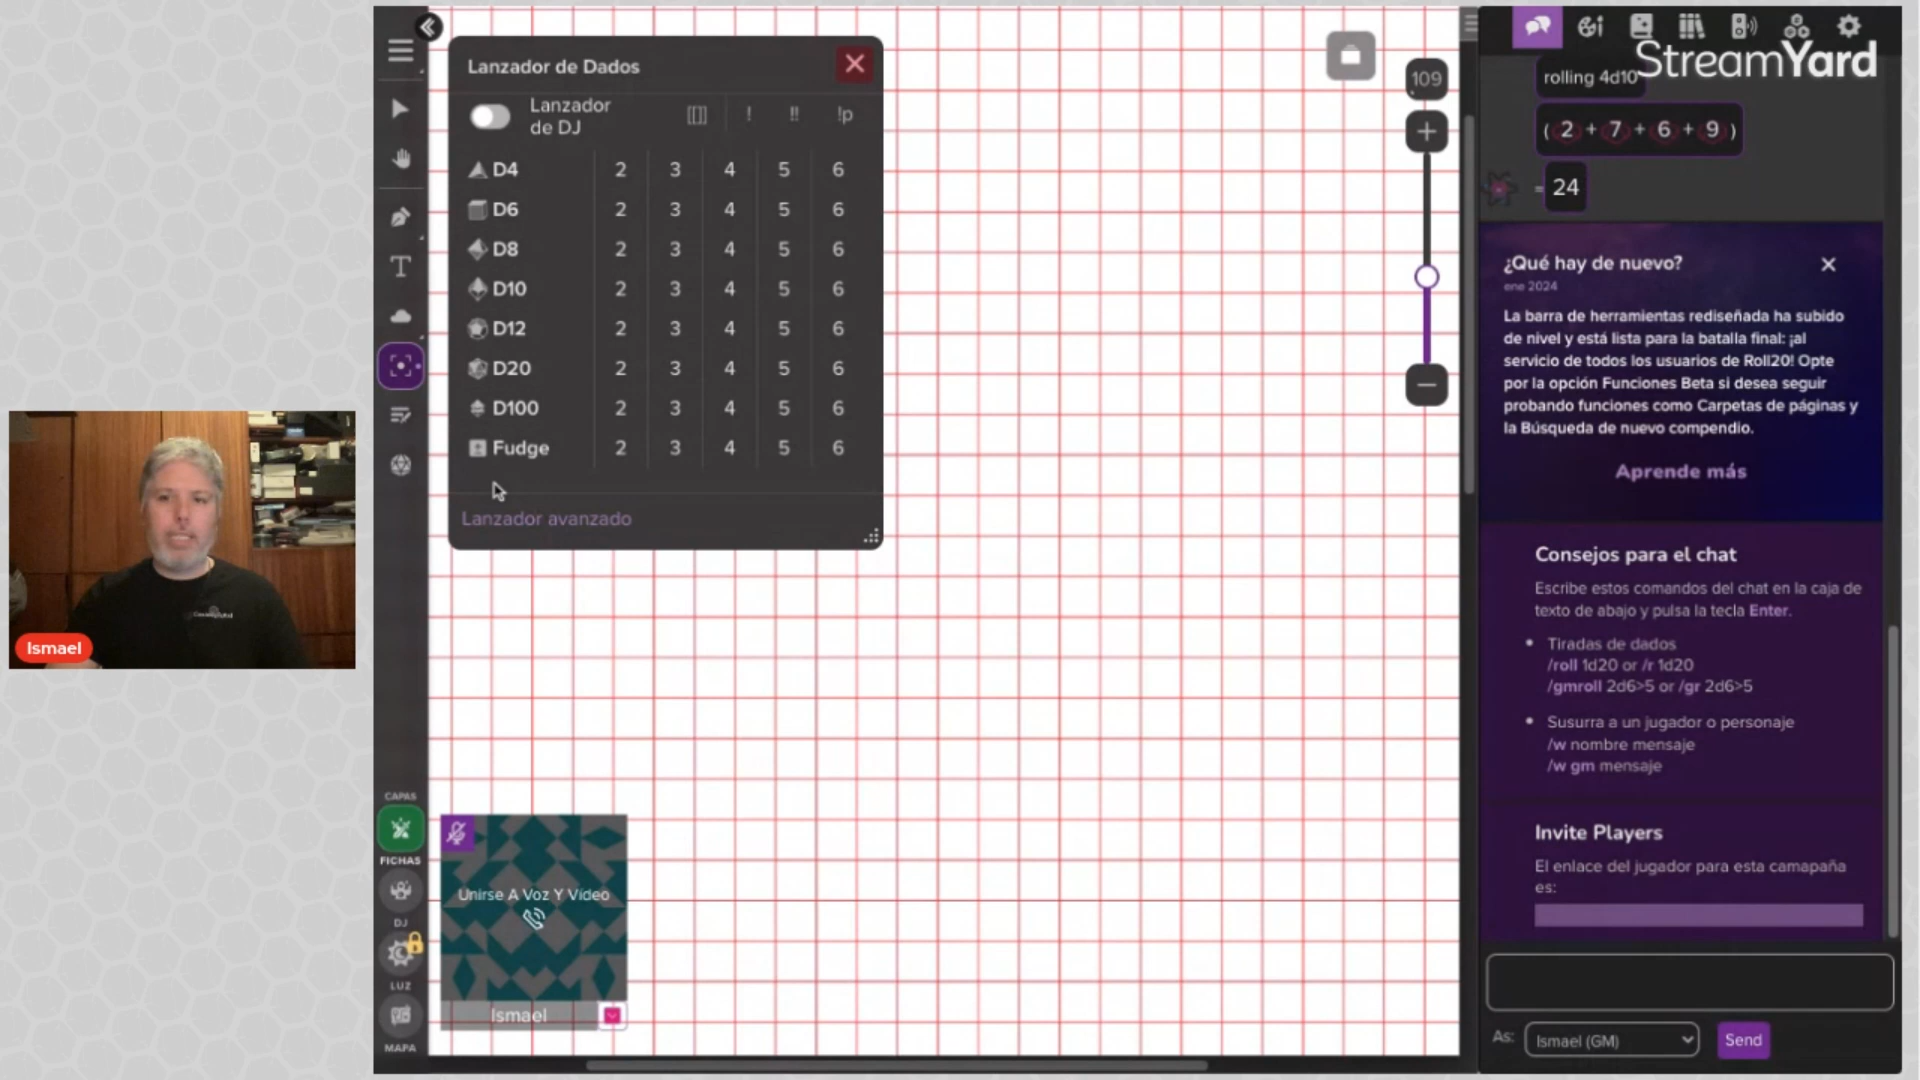 Ismael
Lanzador de Dados
Lanzador
de DJ
[[]] ! !! !p
D4 2 3 4 5 6
D6 2 3 4 5 6
D8 2 3 4 5 6
D10 2 3 4 5 6
D12 2 3 4 5 6
D20 2 3 4 5 6
D100 2 3 4 5 6
Fudge 2 3 4 5 6
Lanzador avanzado
CAPAS
FICHAS
DJ
LUZ
MAPA
Unirse A Voz Y Vídeo
Ismael
109
StreamYard
rolling 4d10
(2+7+6+9)
=24
¿Qué hay de nuevo?
ene 2024
La barra de herramientas rediseñada ha subido
de nivel y está lista para la batalla final: ¡al
servicio de todos los usuarios de Roll20! Opte
por la opción Funciones Beta si desea seguir
probando funciones como Carpetas de páginas y
la Búsqueda de nuevo compendio.
Aprende más
Consejos para el chat
Escribe estos comandos del chat en la caja de
texto de abajo y pulsa la tecla Enter.
• Tiradas de dados
/roll 1d20 or /r 1d20
/gmroll 2d6>5 or /gr 2d6>5
• Susurra a un jugador o personaje
/w nombre mensaje
/w gm mensaje
Invite Players
El enlace del jugador para esta camapaña
es:
As: Ismael (GM) Send